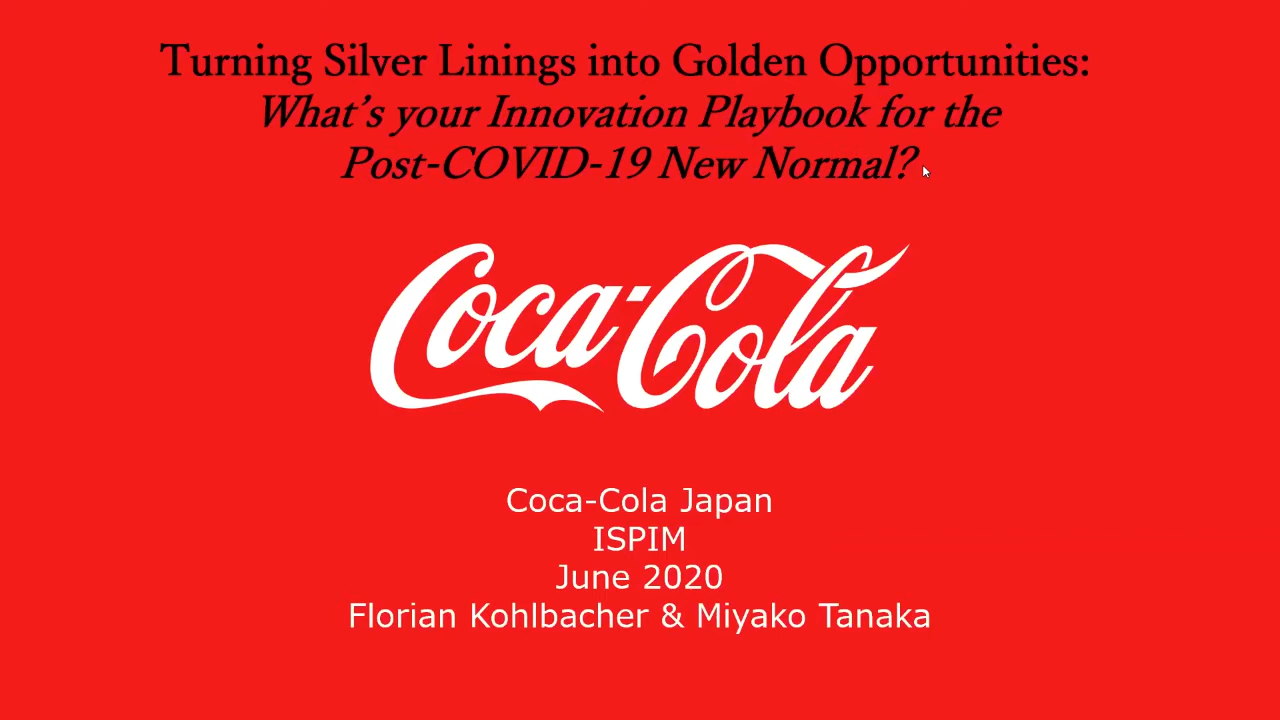 Turning Silver Linings into Golden Opportunities:
What's your Innovation Playbook for the
Post-COVID-19 New Normal?
Coca-Cola
Coca-Cola Japan
ISPIM
June 2020
Florian Kohlbacher & Miyako Tanaka